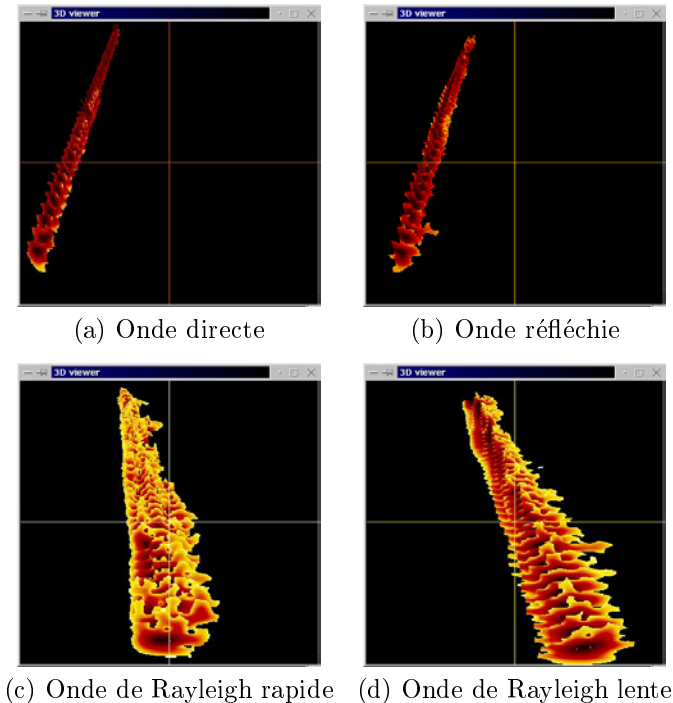 3D viewer
3D viewer
(a) Onde directe
(b) Onde réfléchie
3D viewer
3D viewer
(c) Onde de Rayleigh rapide
(d) Onde de Rayleigh lente